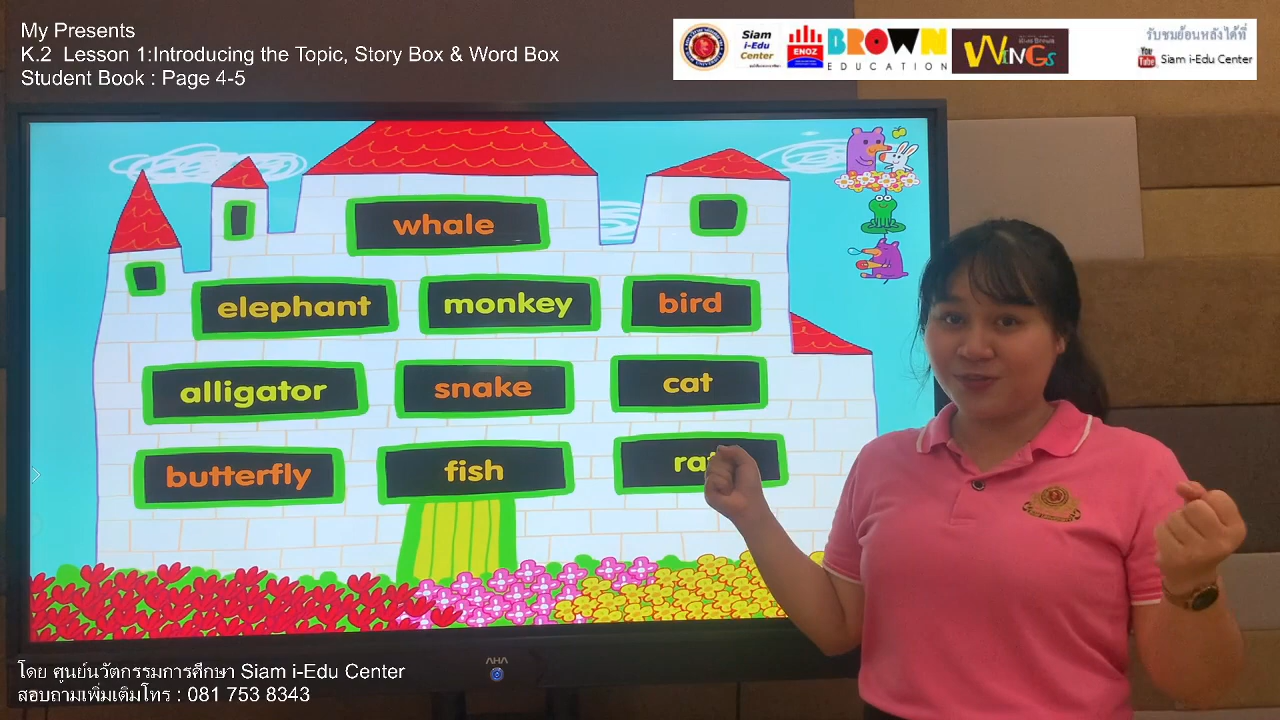 My Presents
K.2 Lesson 1:Introducing the Topic, Story Box & Word Box
Student Book : Page 4-5
Siam
i-Edu
Center
ENOZ
BROWN
EDUCATION
WiNGs
รับชมย้อนหลังได้ที่
You
Tube
Siam i-Edu Center
whale
elephant
monkey
bird
alligator
snake
cat
butterfly
fish
rat
AHA
โดย ศูนย์นวัตกรรมการศึกษา Siam i-Edu Center
สอบถามเพิ่มเติมโทร : 081 753 8343